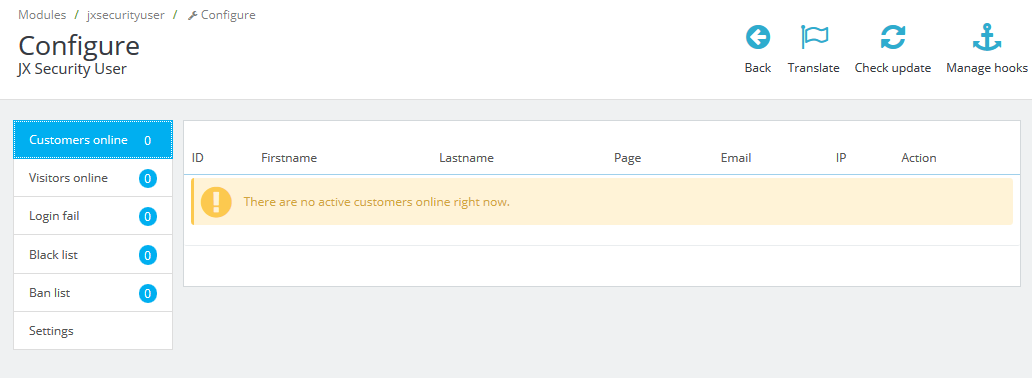 Modules / jxsecurityuser / Configure
Configure
JX Security User
Back Translate Check update Manage hooks
Customers online 0
Visitors online 0
Login fail 0
Black list 0
Ban list 0
Settings
ID Firstname Lastname Page Email IP Action
There are no active customers online right now.